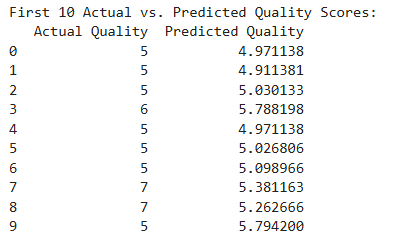 First 10 Actual vs. Predicted Quality Scores:
Actual Quality Predicted Quality
0 5 4.971138
1 5 4.911381
2 5 5.030133
3 6 5.788198
4 5 4.971138
5 5 5.026806
6 5 5.098966
7 7 5.381163
8 7 5.262666
9 5 5.794200